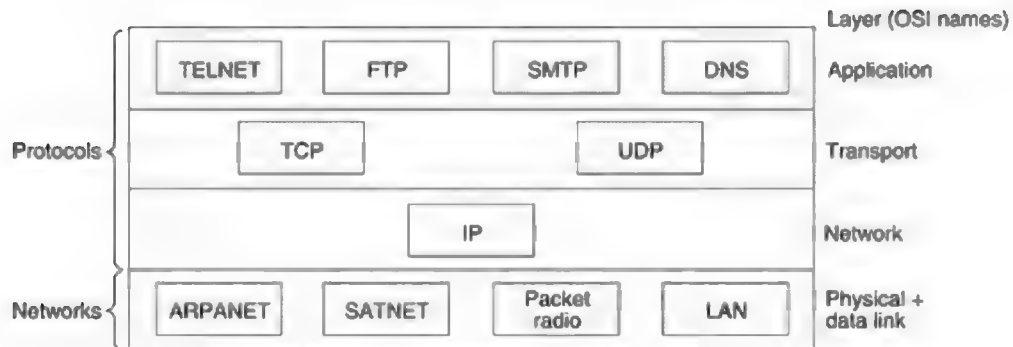 Layer (OSI names)
TELNET FTP SMTP DNS Application
Protocols TCP UDP Transport
IP Network
Networks ARPANET SATNET Packet radio LAN Physical + data link